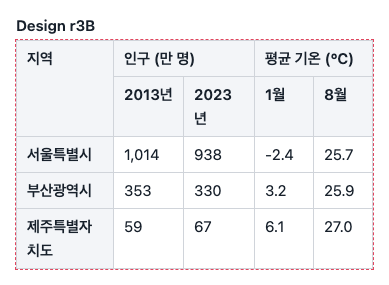 Design r3B
지역 인구 (만 명) 평균 기온 (℃)
2013년 2023 1월 8월
년
서울특별시 1,014 938 -2.4 25.7
부산광역시 353 330 3.2 25.9
제주특별자 59 67 6.1 27.0
치도